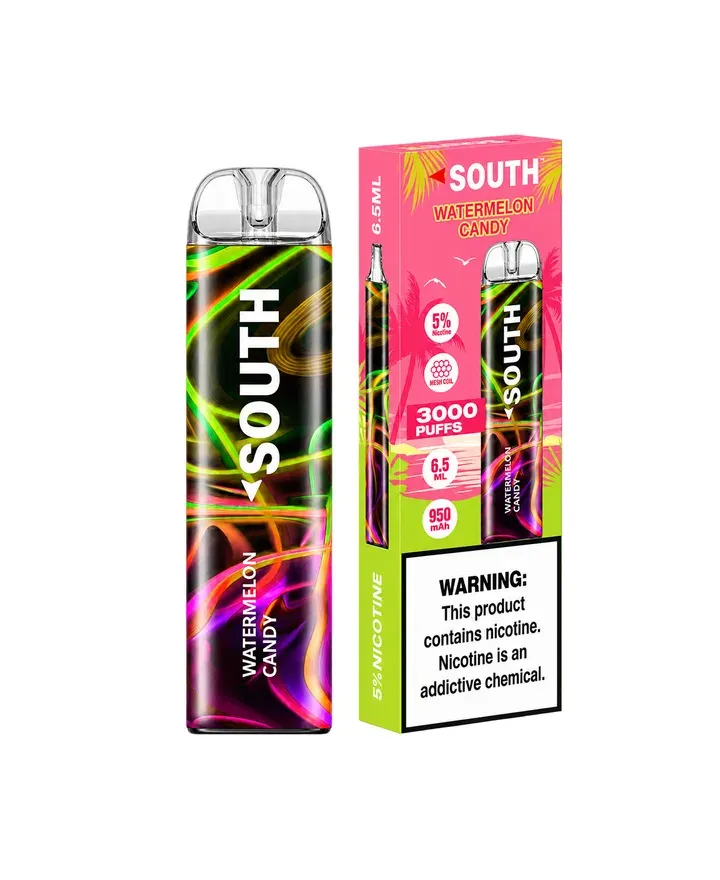 SOUTH
WATERMELON
CANDY
6.5ML
5% NICOTINE
SOUTH™
WATERMELON
CANDY
5%
Nicotine
MESH COIL
3000
PUFFS
6.5
ML
950
mAh
SOUTH
WATERMELON
CANDY
WARNING:
This product
contains nicotine.
Nicotine is an
addictive chemical.